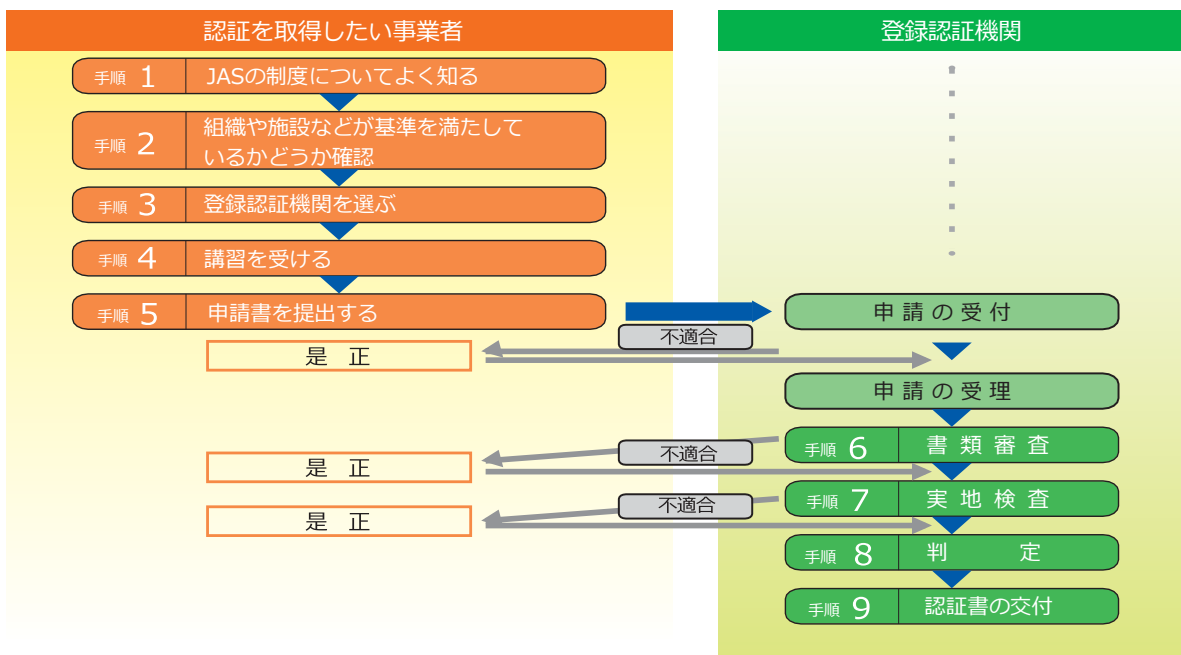 認証を取得したい事業者
登録認証機関
手順 1 JASの制度についてよく知る
手順 2 組織や施設などが基準を満たして
いるかどうか確認
手順 3 登録認証機関を選ぶ
手順 4 講習を受ける
手順 5 申請書を提出する
申請の受付
不適合
是 正
申請の受理
手順 6 書類審査
不適合
是 正
手順 7 実地検査
不適合
是 正
手順 8 判 定
手順 9 認証書の交付